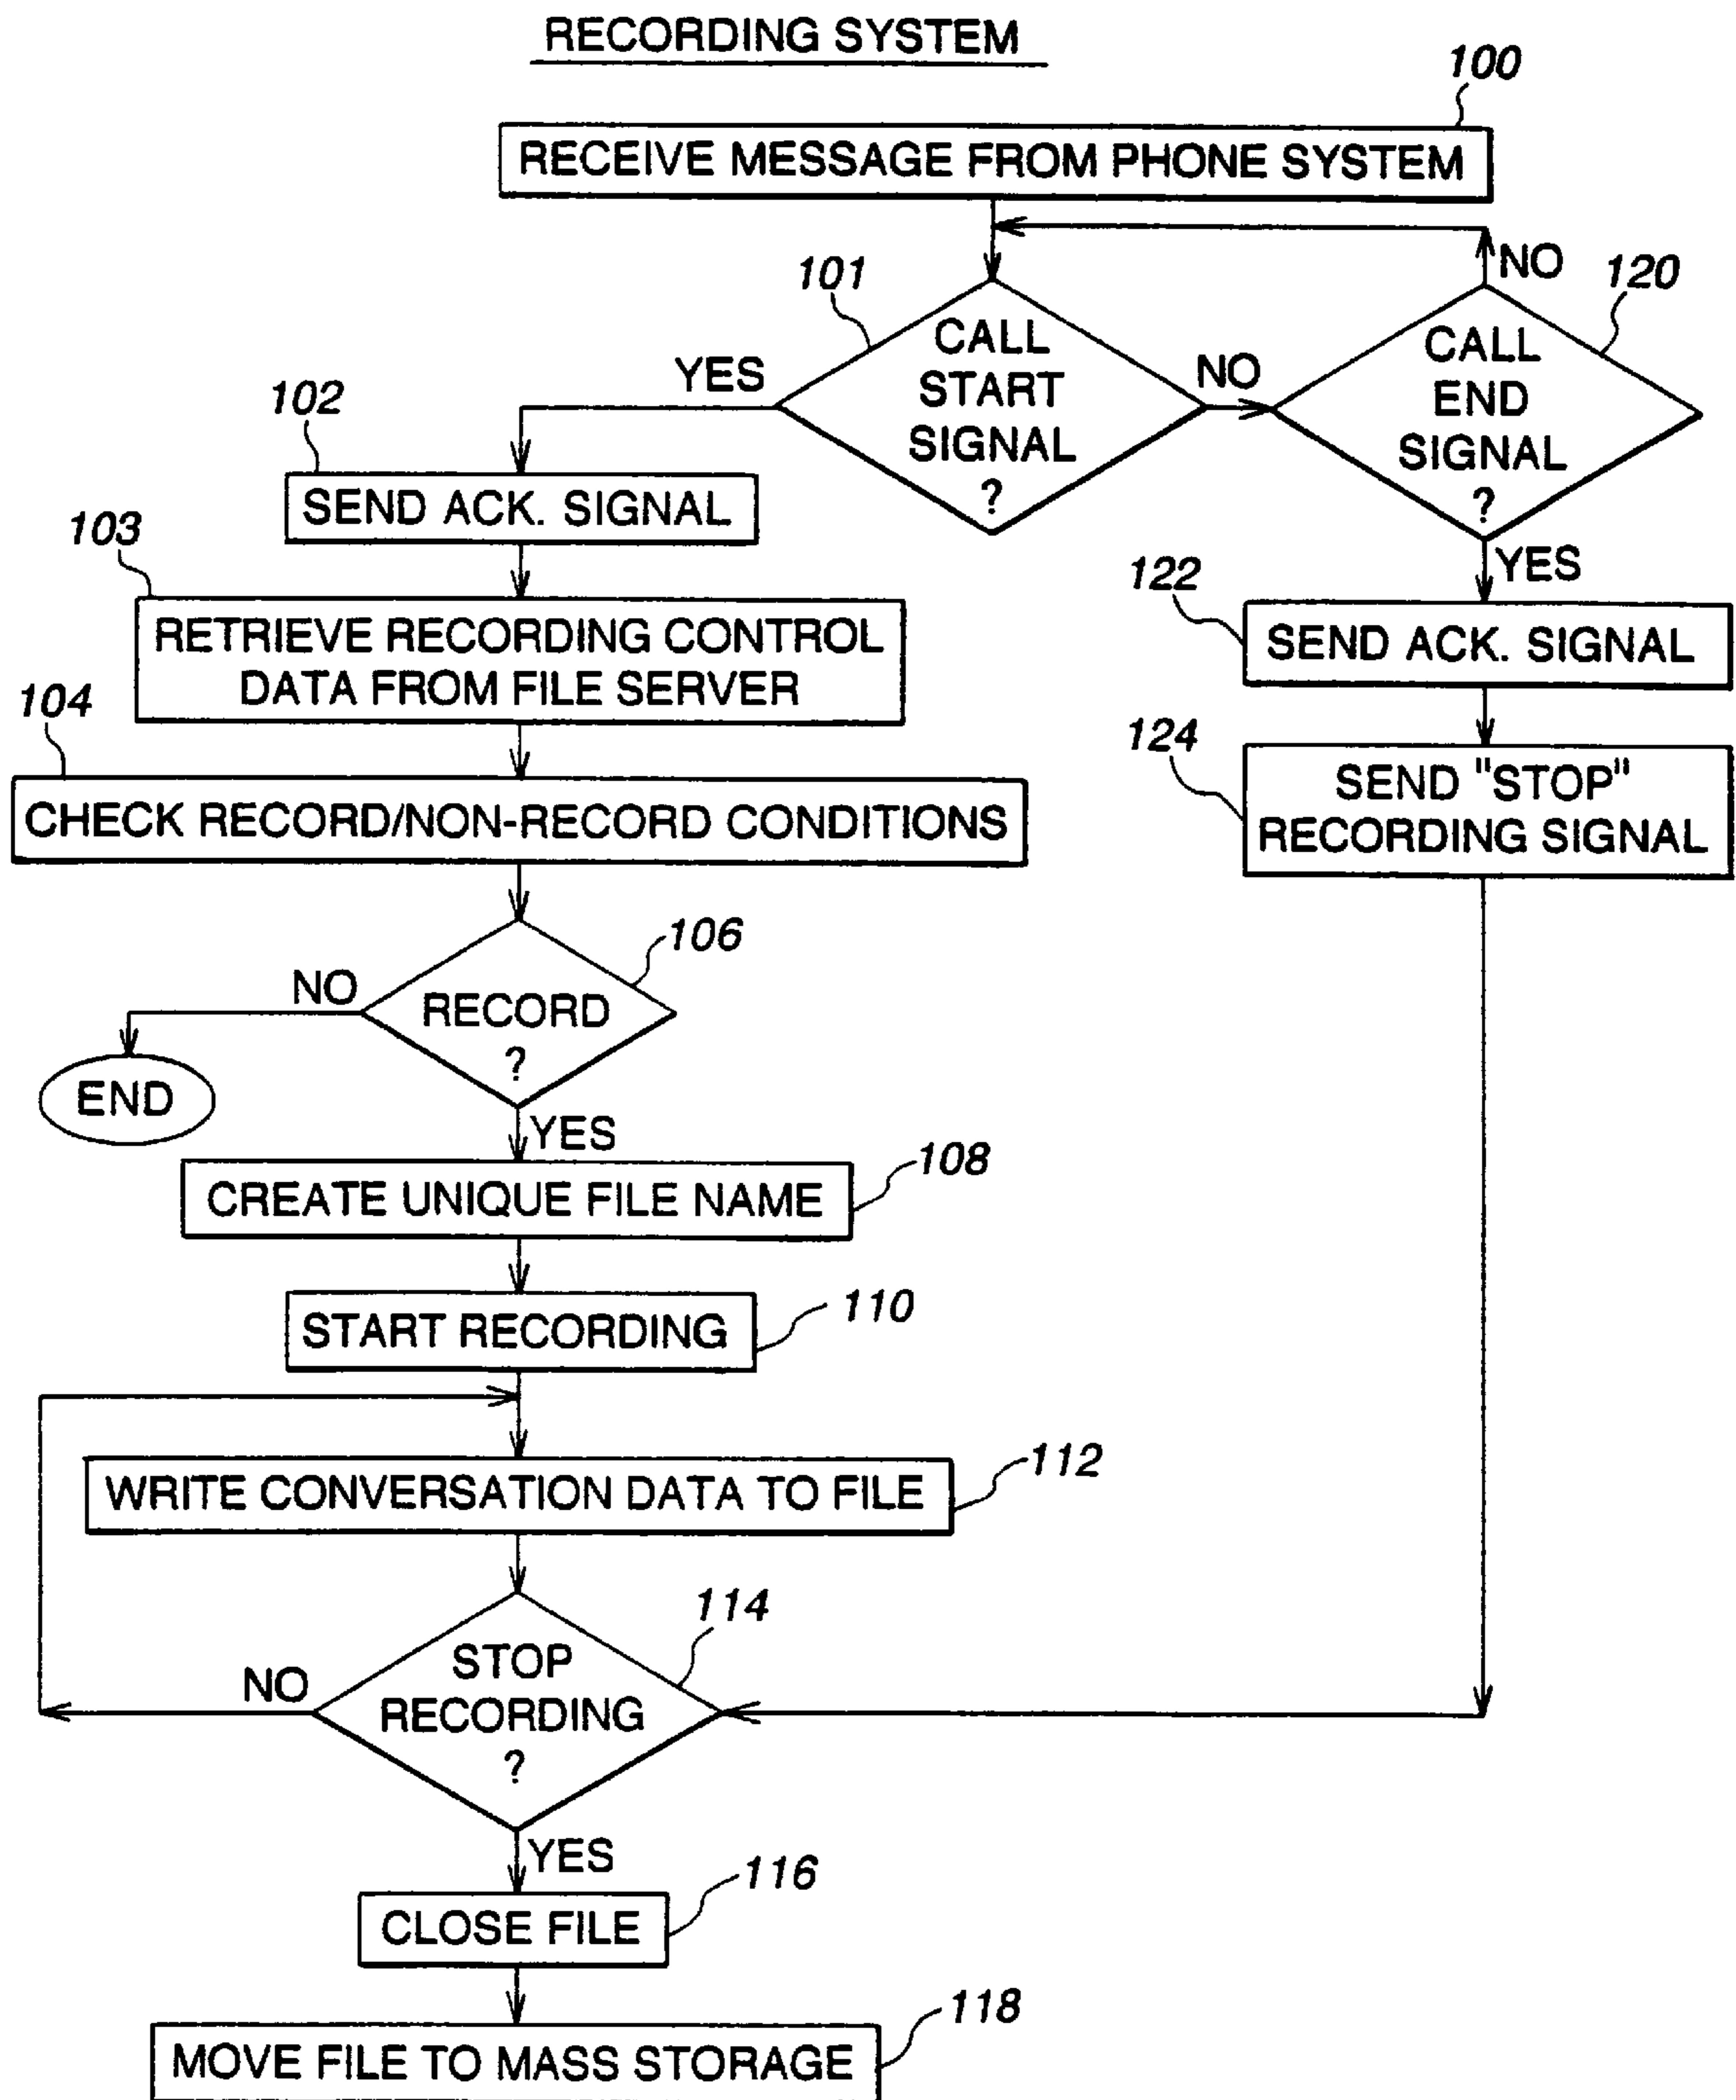 RECORDING SYSTEM
100
RECEIVE MESSAGE FROM PHONE SYSTEM
101
CALL
START
SIGNAL
?
YES
NO
120
CALL
END
SIGNAL
?
NO
YES
102
SEND ACK. SIGNAL
103
RETRIEVE RECORDING CONTROL
DATA FROM FILE SERVER
104
CHECK RECORD/NON-RECORD CONDITIONS
122
SEND ACK. SIGNAL
124
SEND "STOP"
RECORDING SIGNAL
106
RECORD
?
NO
END
YES
108
CREATE UNIQUE FILE NAME
110
START RECORDING
112
WRITE CONVERSATION DATA TO FILE
114
STOP
RECORDING
?
NO
YES
116
CLOSE FILE
118
MOVE FILE TO MASS STORAGE